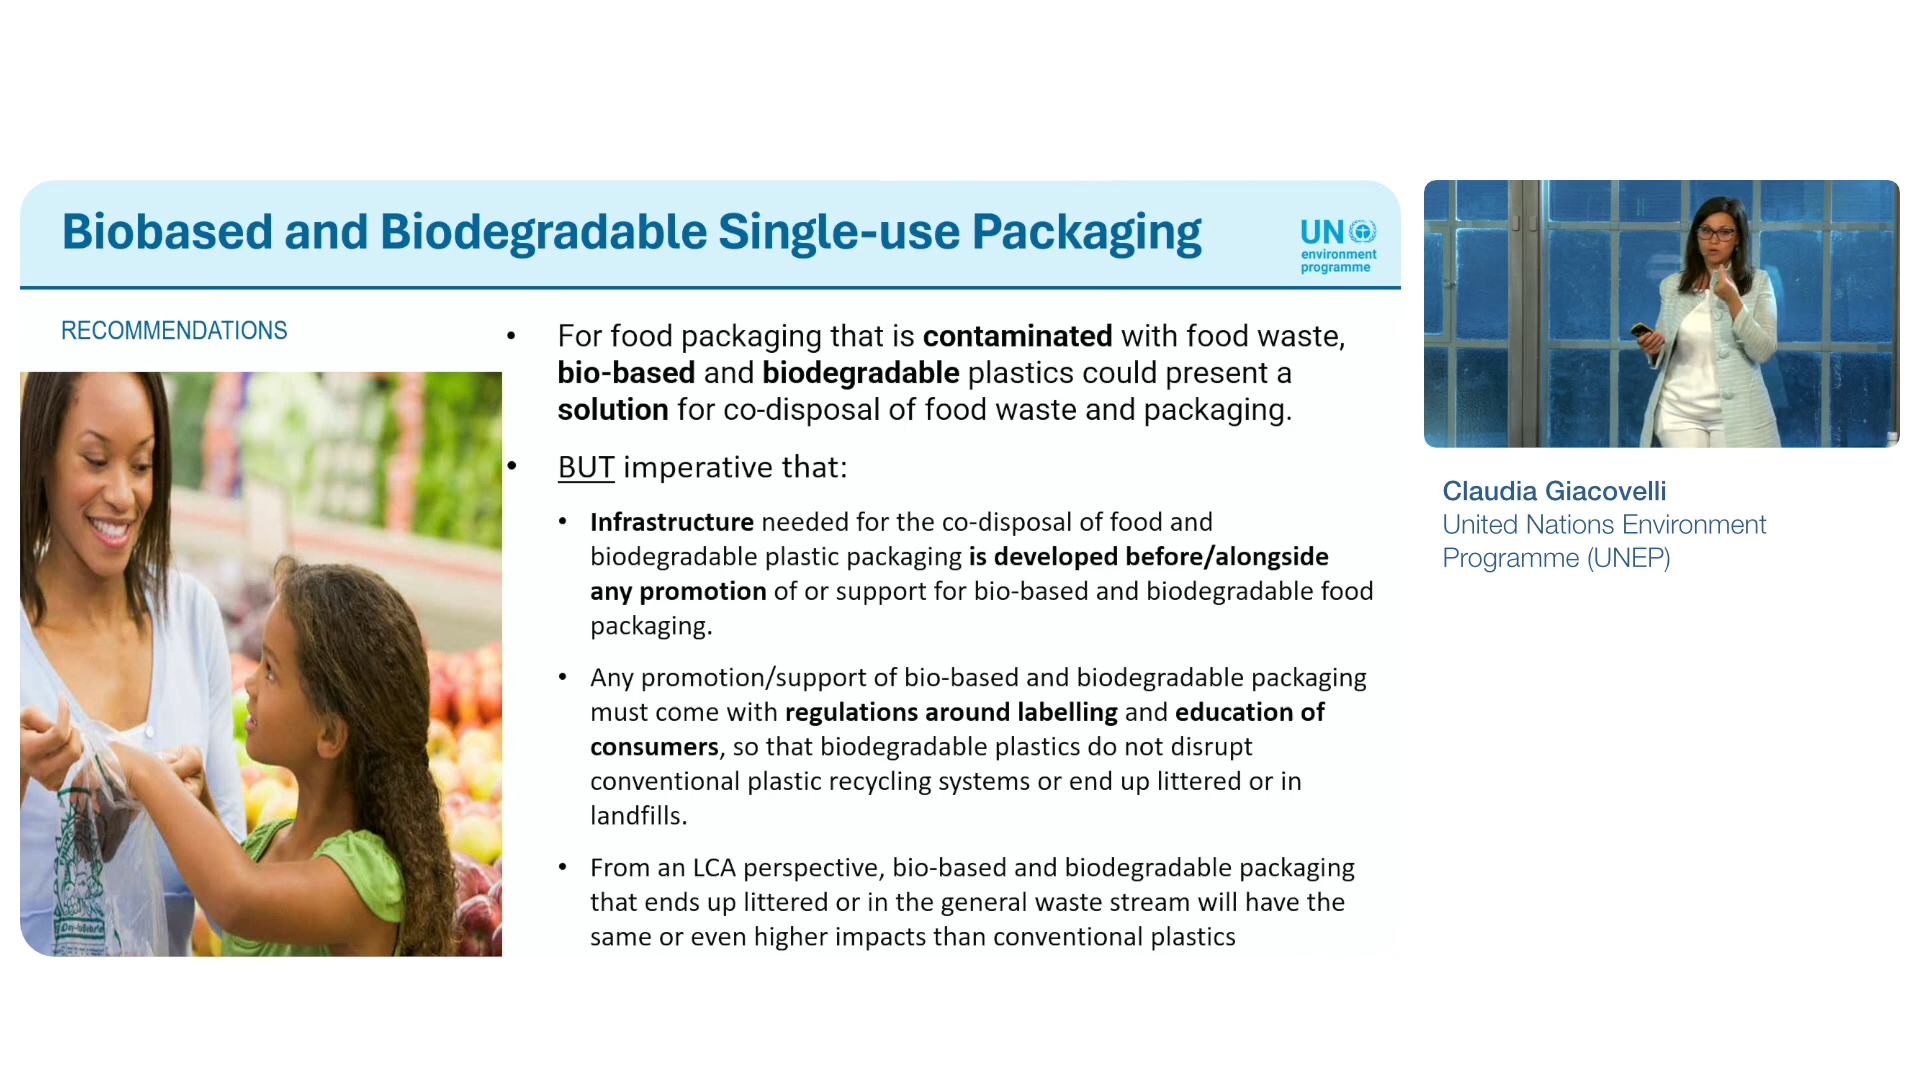 Biobased and Biodegradable Single-use Packaging
UN
environment
programme
RECOMMENDATIONS
• For food packaging that is contaminated with food waste,
bio-based and biodegradable plastics could present a
solution for co-disposal of food waste and packaging.
• BUT imperative that:
• Infrastructure needed for the co-disposal of food and
biodegradable plastic packaging is developed before/alongside
any promotion of or support for bio-based and biodegradable food
packaging.
• Any promotion/support of bio-based and biodegradable packaging
must come with regulations around labelling and education of
consumers, so that biodegradable plastics do not disrupt
conventional plastic recycling systems or end up littered or in
landfills.
• From an LCA perspective, bio-based and biodegradable packaging
that ends up littered or in the general waste stream will have the
same or even higher impacts than conventional plastics
Claudia Giacovelli
United Nations Environment
Programme (UNEP)